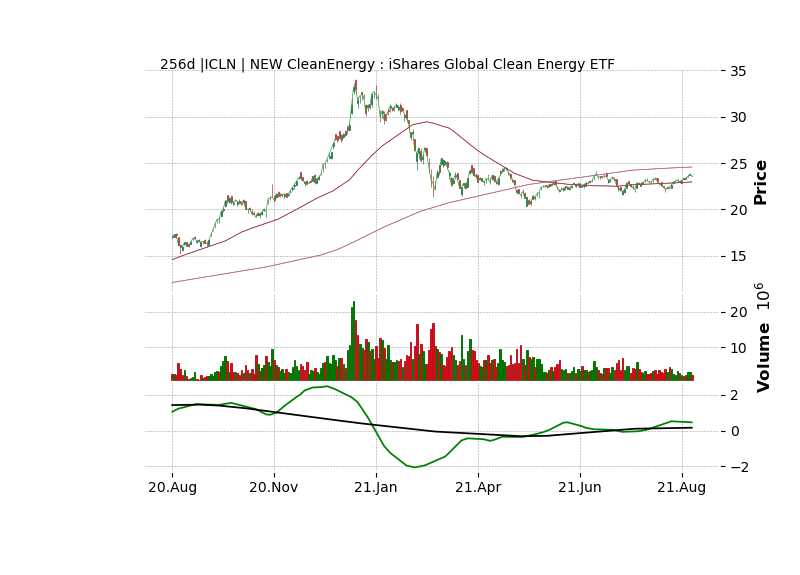 256d |ICLN | NEW CleanEnergy : iShares Global Clean Energy ETF
35
30
25
20
15
Price
20
10
Volume 10^6
2
0
−2
20.Aug 20.Nov 21.Jan 21.Apr 21.Jun 21.Aug